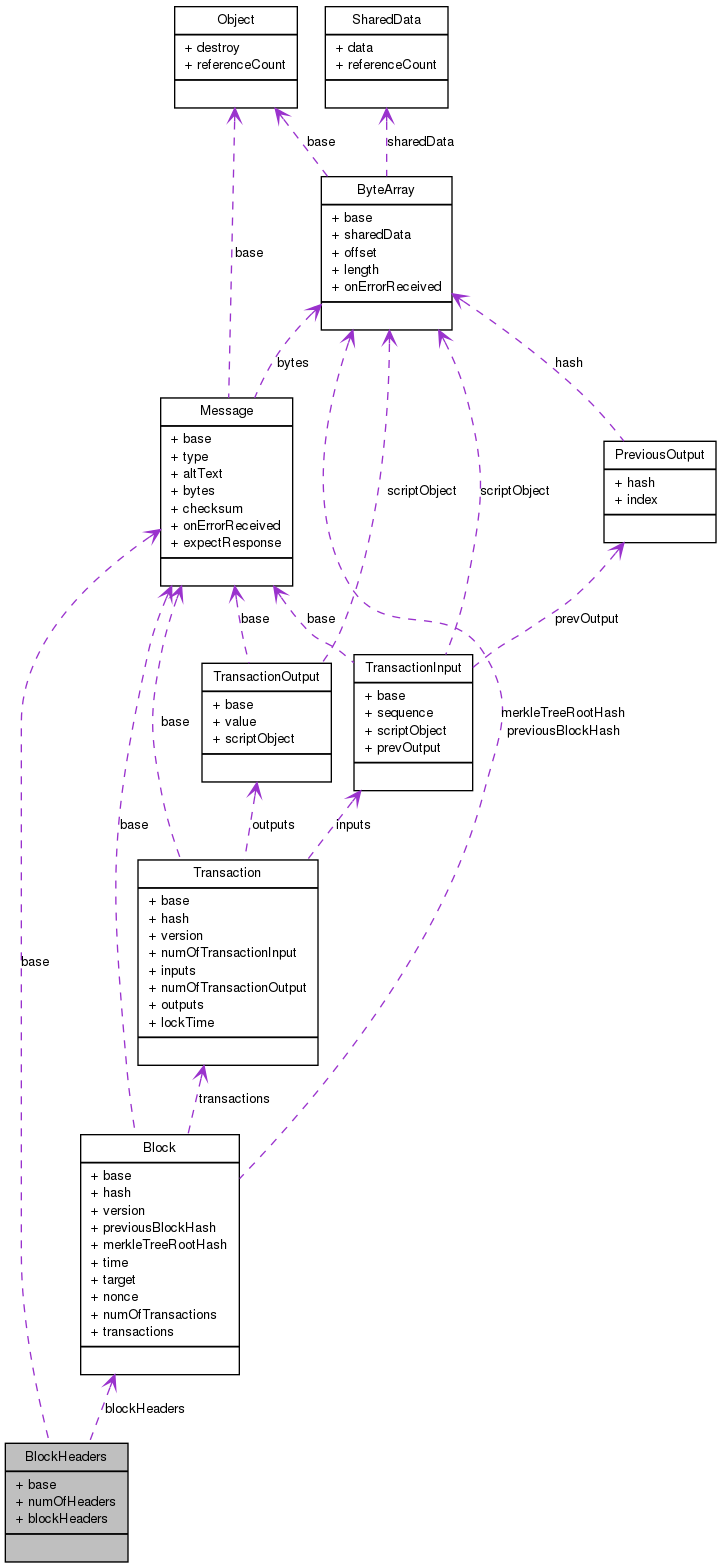 Object
+ destroy
+ referenceCount
SharedData
+ data
+ referenceCount
base
sharedData
ByteArray
+ base
+ sharedData
+ offset
+ length
+ onErrorReceived
base
bytes
hash
Message
+ base
+ type
+ altText
+ bytes
+ checksum
+ onErrorReceived
+ expectResponse
scriptObject
scriptObject
PreviousOutput
+ hash
+ index
base
base
prevOutput
TransactionOutput
+ base
+ value
+ scriptObject
TransactionInput
+ base
+ sequence
+ scriptObject
+ prevOutput
base
merkleTreeRootHash
previousBlockHash
base
outputs
inputs
Transaction
+ base
+ hash
+ version
+ numOfTransactionInput
+ inputs
+ numOfTransactionOutput
+ outputs
+ lockTime
base
transactions
Block
+ base
+ hash
+ version
+ previousBlockHash
+ merkleTreeRootHash
+ time
+ target
+ nonce
+ numOfTransactions
+ transactions
blockHeaders
BlockHeaders
+ base
+ numOfHeaders
+ blockHeaders